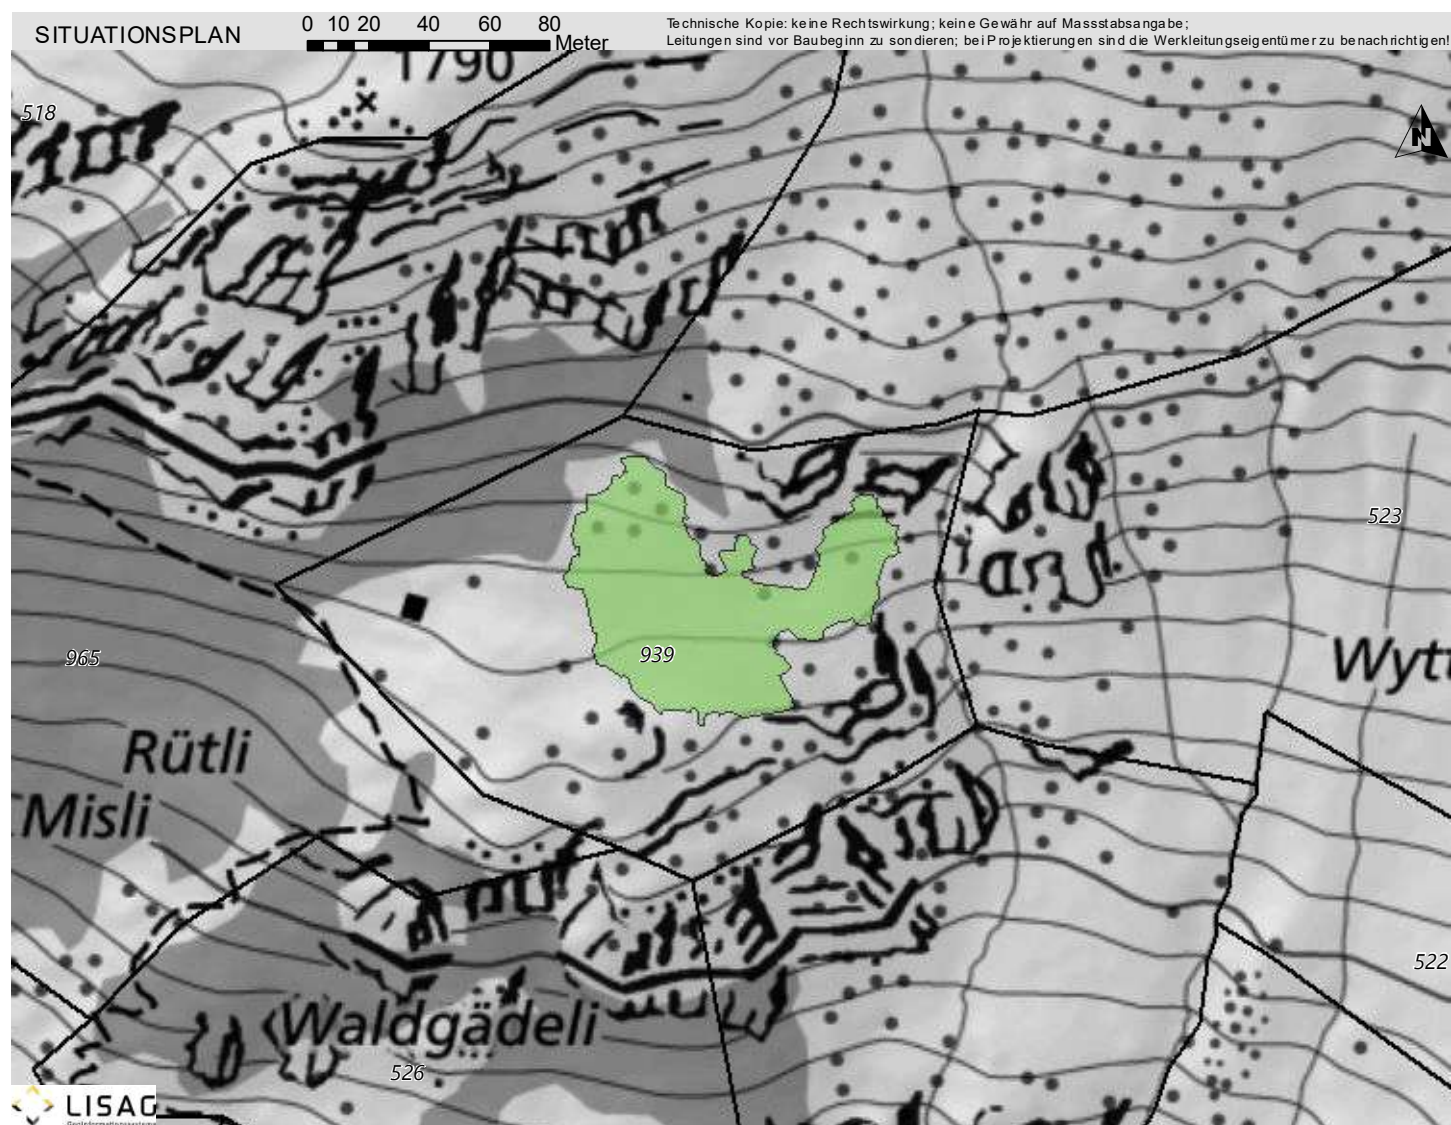 SITUATIONSPLAN
0 10 20 40 60 80
Meter
Technische Kopie: keine Rechtswirkung; keine Gewähr auf Massstabsangabe;
Leitungen sind vor Baubeginn zu sondieren; bei Projektierungen sind die Werkleitungseigentümer zu benachrichtigen!
1790
518
N
523
939
965
Wytt
Rütli
Misli
522
Waldgädeli
526
LISAG
Geoinformationssysteme